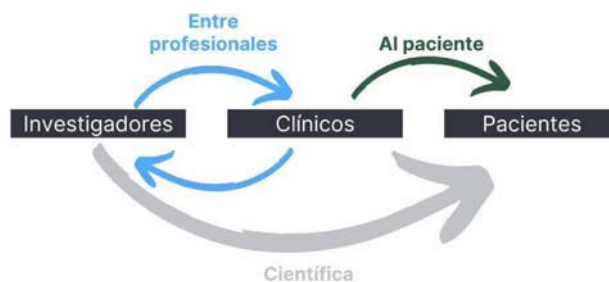 Entre
profesionales
Al paciente
Investigadores
Clínicos
Pacientes
Científica